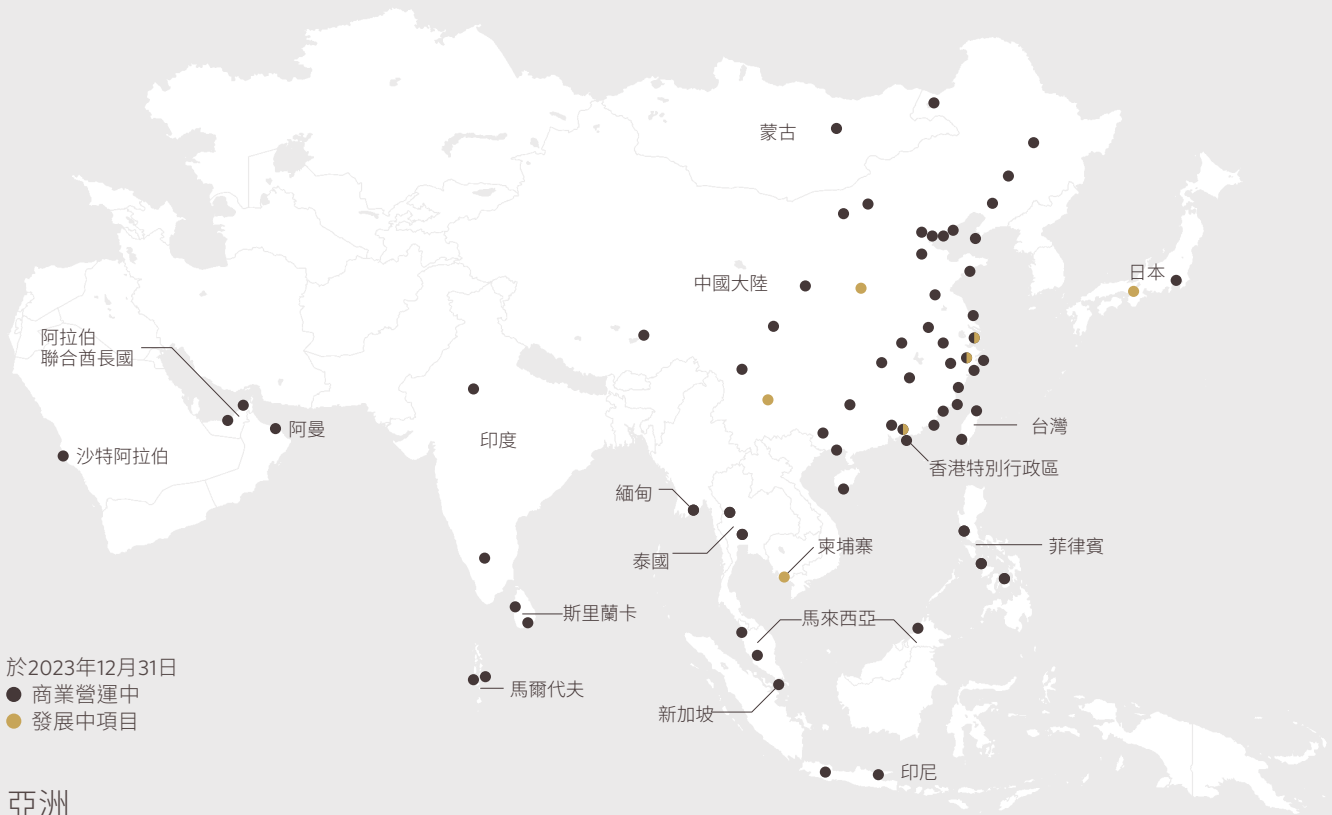 蒙古
日本
中國大陸
阿拉伯
聯合酋長國
阿曼
沙特阿拉伯
印度
台灣
香港特別行政區
緬甸
泰國
柬埔寨
菲律賓
斯里蘭卡
馬來西亞
馬爾代夫
新加坡
印尼
於2023年12月31日
商業營運中
發展中項目
亞洲